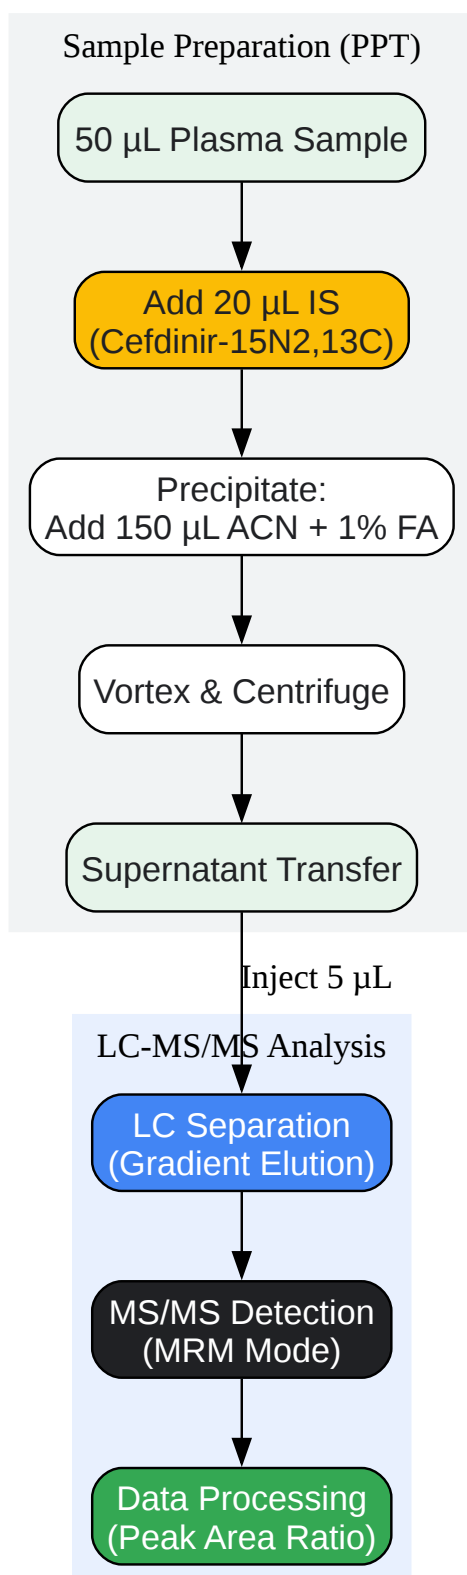 Sample Preparation (PPT)
50 µL Plasma Sample
Add 20 µL IS
(Cefdinir-15N2,13C)
Precipitate:
Add 150 µL ACN + 1% FA
Vortex & Centrifuge
Supernatant Transfer
Inject 5 µL
LC-MS/MS Analysis
LC Separation
(Gradient Elution)
MS/MS Detection
(MRM Mode)
Data Processing
(Peak Area Ratio)